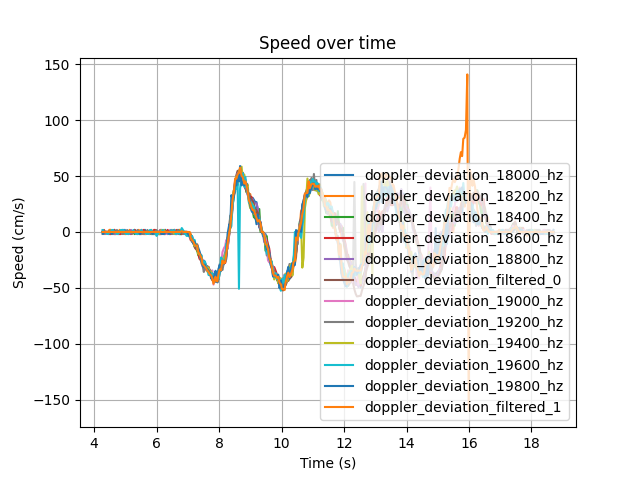 Speed over time
150
100
50
0
−50
−100
−150
Speed (cm/s)
4
6
8
10
12
14
16
18
Time (s)
doppler_deviation_18000_hz
doppler_deviation_18200_hz
doppler_deviation_18400_hz
doppler_deviation_18600_hz
doppler_deviation_18800_hz
doppler_deviation_filtered_0
doppler_deviation_19000_hz
doppler_deviation_19200_hz
doppler_deviation_19400_hz
doppler_deviation_19600_hz
doppler_deviation_19800_hz
doppler_deviation_filtered_1